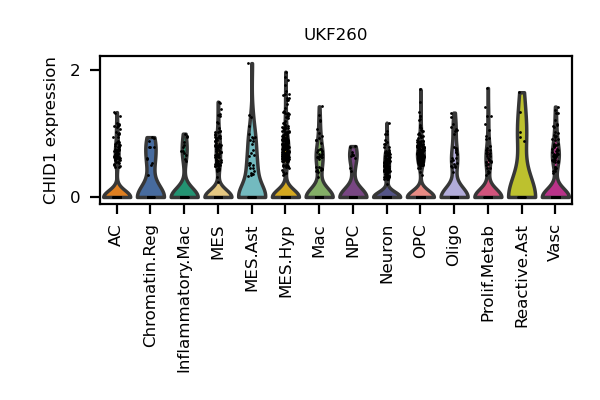 UKF260
CHID1 expression
2
0
AC
Chromatin.Reg
Inflammatory.Mac
MES
MES.Ast
MES.Hyp
Mac
NPC
Neuron
OPC
Oligo
Prolif.Metab
Reactive.Ast
Vasc